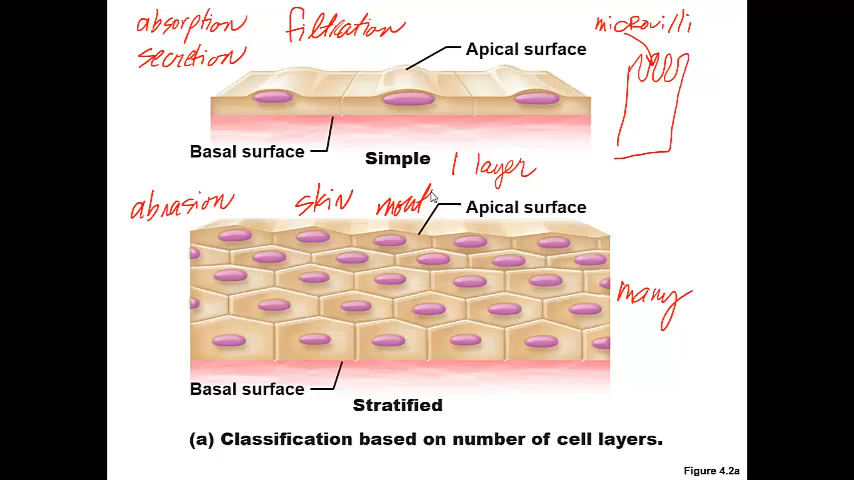 absorption filtration microvilli
secretion Apical surface
Basal surface
Simple 1 layer
abrasion skin mout Apical surface
many
Basal surface
Stratified
(a) Classification based on number of cell layers.
Figure 4.2a